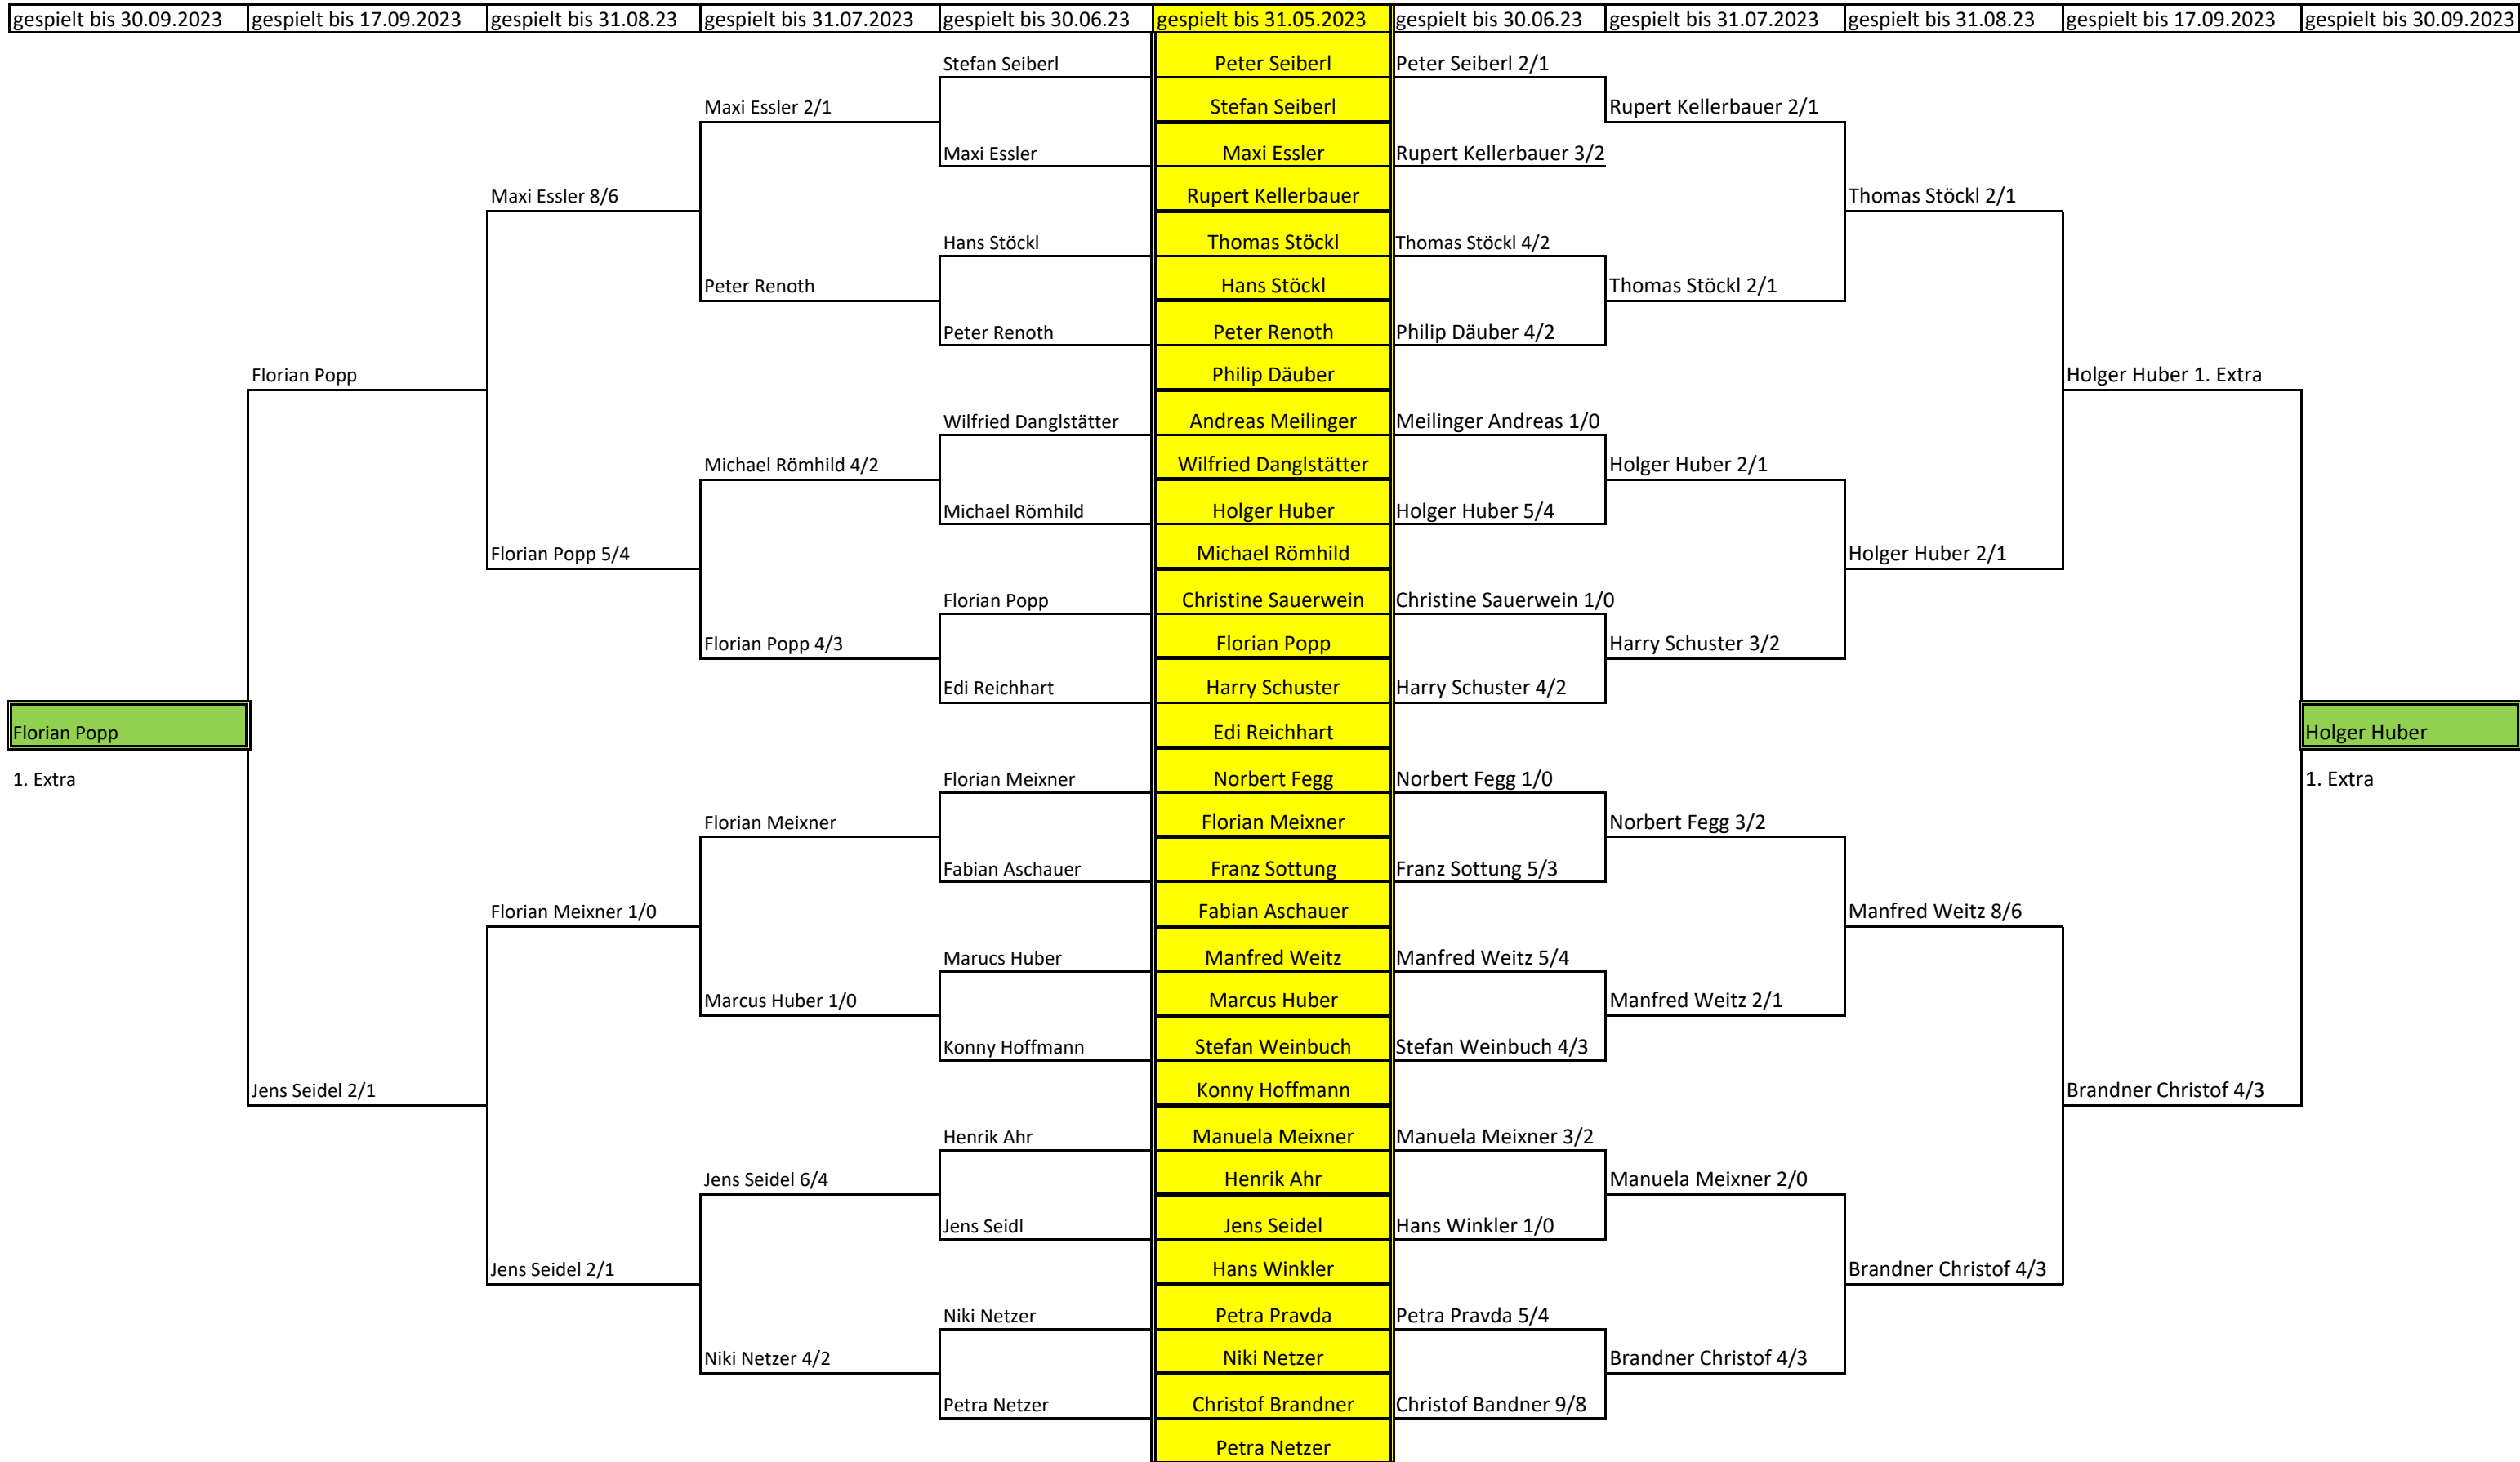 gespielt bis 30.09.2023 gespielt bis 17.09.2023 gespielt bis 31.08.23 gespielt bis 31.07.2023 gespielt bis 30.06.23 gespielt bis 31.05.2023 gespielt bis 30.06.23 gespielt bis 31.07.2023 gespielt bis 31.08.23 gespielt bis 17.09.2023 gespielt bis 30.09.2023
Stefan Seiberl Peter Seiberl Peter Seiberl 2/1
Maxi Essler 2/1 Stefan Seiberl Rupert Kellerbauer 2/1
Maxi Essler Maxi Essler Rupert Kellerbauer 3/2
Maxi Essler 8/6 Rupert Kellerbauer Thomas Stöckl 2/1
Hans Stöckl Thomas Stöckl Thomas Stöckl 4/2
Peter Renoth Hans Stöckl Thomas Stöckl 2/1
Peter Renoth Peter Renoth Philip Däuber 4/2
Florian Popp Philip Däuber Holger Huber 1. Extra
Wilfried Danglstätter Andreas Meilinger Meilinger Andreas 1/0
Michael Römhild 4/2 Wilfried Danglstätter Holger Huber 2/1
Michael Römhild Holger Huber Holger Huber 5/4
Florian Popp 5/4 Michael Römhild Holger Huber 2/1
Florian Popp Christine Sauerwein Christine Sauerwein 1/0
Florian Popp 4/3 Florian Popp Harry Schuster 3/2
Edi Reichhart Harry Schuster Harry Schuster 4/2
Florian Popp Edi Reichhart Holger Huber
1. Extra Florian Meixner Norbert Fegg Norbert Fegg 1/0 1. Extra
Florian Meixner Florian Meixner Norbert Fegg 3/2
Fabian Aschauer Franz Sottung Franz Sottung 5/3
Florian Meixner 1/0 Fabian Aschauer Manfred Weitz 8/6
Marucs Huber Manfred Weitz Manfred Weitz 5/4
Marcus Huber 1/0 Marcus Huber Manfred Weitz 2/1
Konny Hoffmann Stefan Weinbuch Stefan Weinbuch 4/3
Jens Seidel 2/1 Konny Hoffmann Brandner Christof 4/3
Henrik Ahr Manuela Meixner Manuela Meixner 3/2
Jens Seidel 6/4 Henrik Ahr Manuela Meixner 2/0
Jens Seidl Jens Seidel Hans Winkler 1/0
Jens Seidel 2/1 Hans Winkler Brandner Christof 4/3
Niki Netzer Petra Pravda Petra Pravda 5/4
Niki Netzer 4/2 Niki Netzer Brandner Christof 4/3
Petra Netzer Christof Brandner Christof Bandner 9/8
Petra Netzer